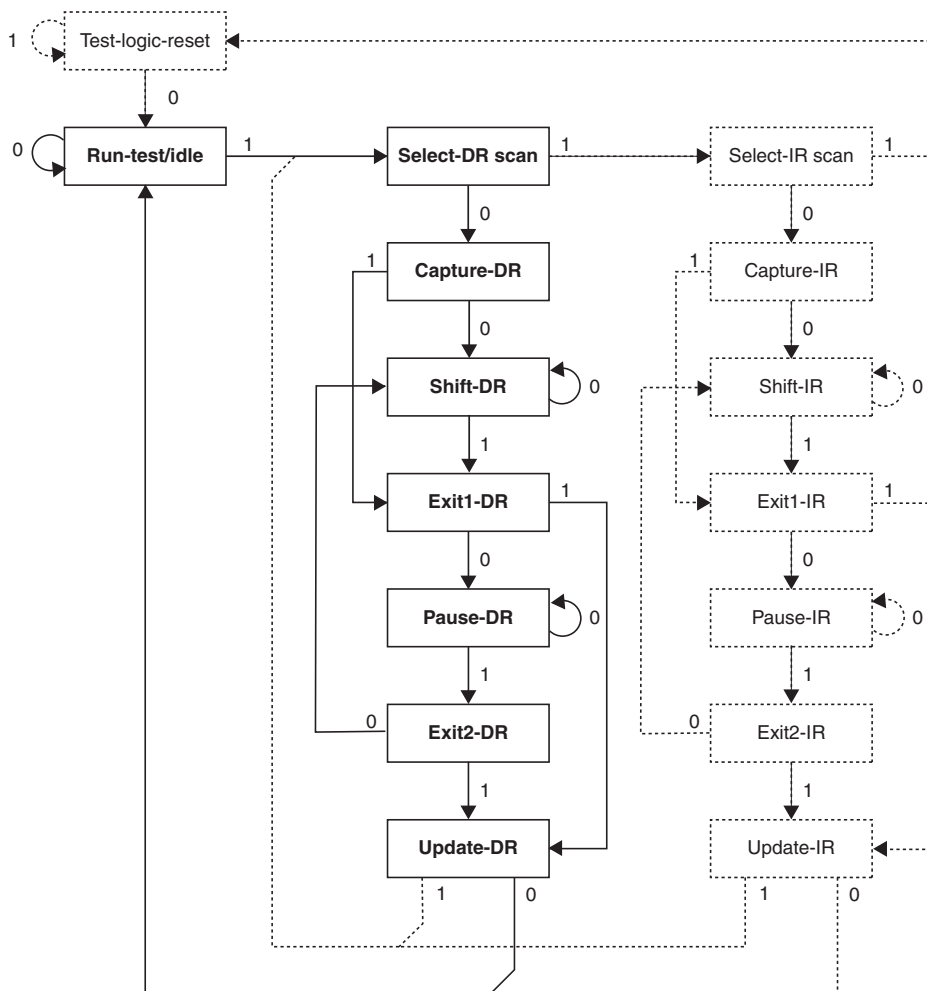 1 Test-logic-reset
0
0 Run-test/idle 1 Select-DR scan 1 Select-IR scan 1
0 0
1 Capture-DR 1 Capture-IR
0 0
Shift-DR 0 Shift-IR 0
1 1
Exit1-DR 1 Exit1-IR 1
0 0
Pause-DR 0 Pause-IR 0
1 1
0 Exit2-DR 0 Exit2-IR
1 1
Update-DR Update-IR
1 0 1 0